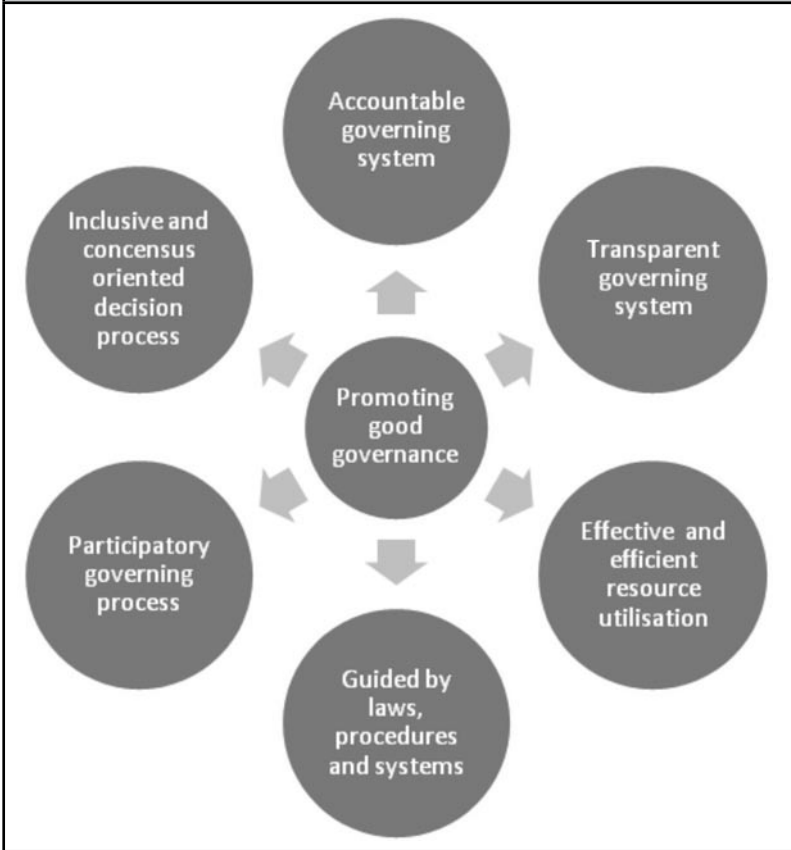 Accountable
governing
system
Inclusive and
concensus
oriented
decision
process
Transparent
governing
system
Promoting
good
governance
Participatory
governing
process
Effective and
efficient
resource
utilisation
Guided by
laws,
procedures
and systems